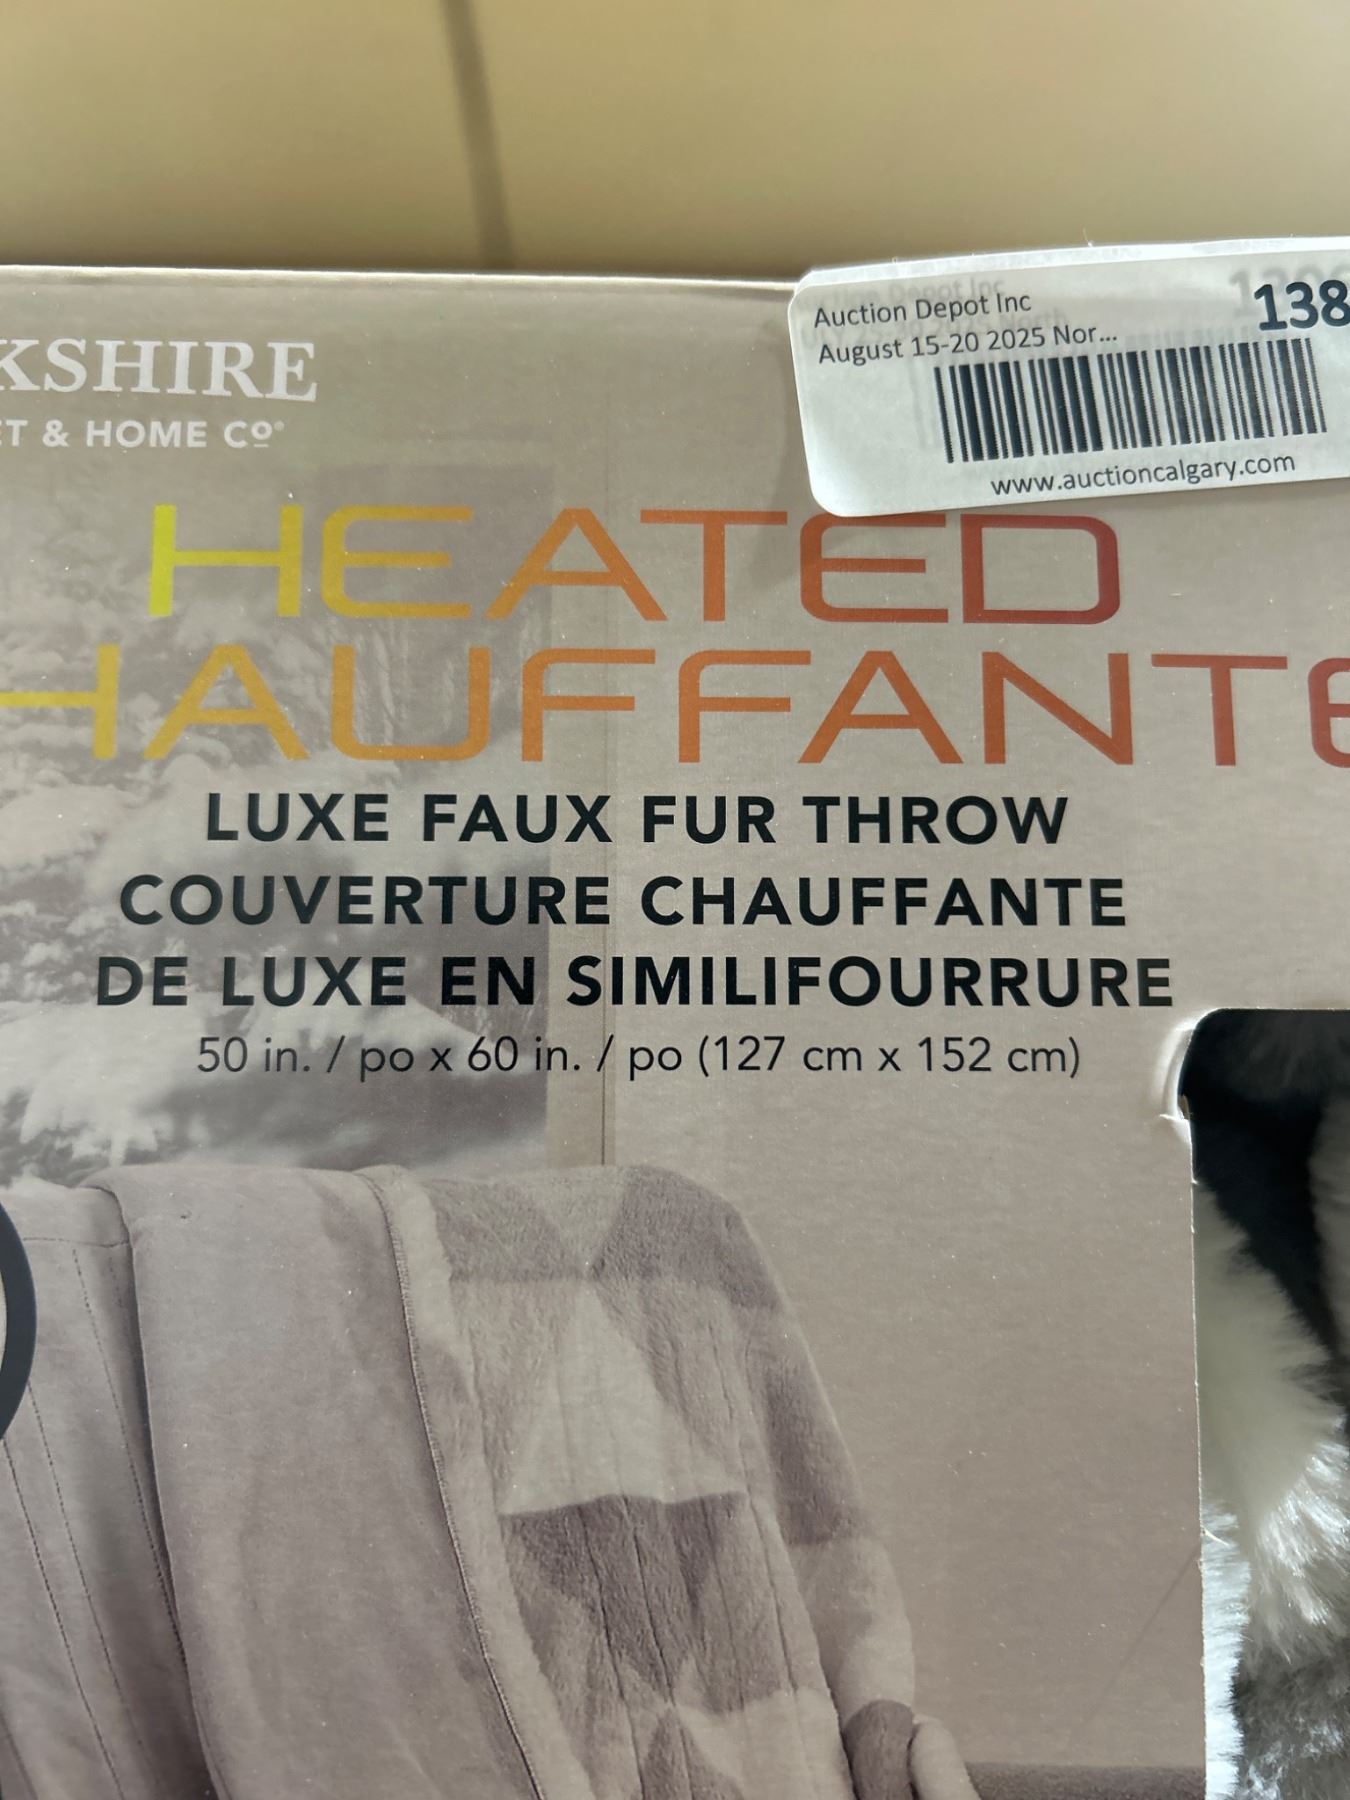 KSHIRE
ET & HOME Cº
Auction Depot Inc
August 15-20 2025 Nor...
138
www.auctioncalgary.com
HEATED
HAUFFANTE
LUXE FAUX FUR THROW
COUVERTURE CHAUFFANTE
DE LUXE EN SIMILIFOURRURE
50 in. / po x 60 in. / po (127 cm x 152 cm)